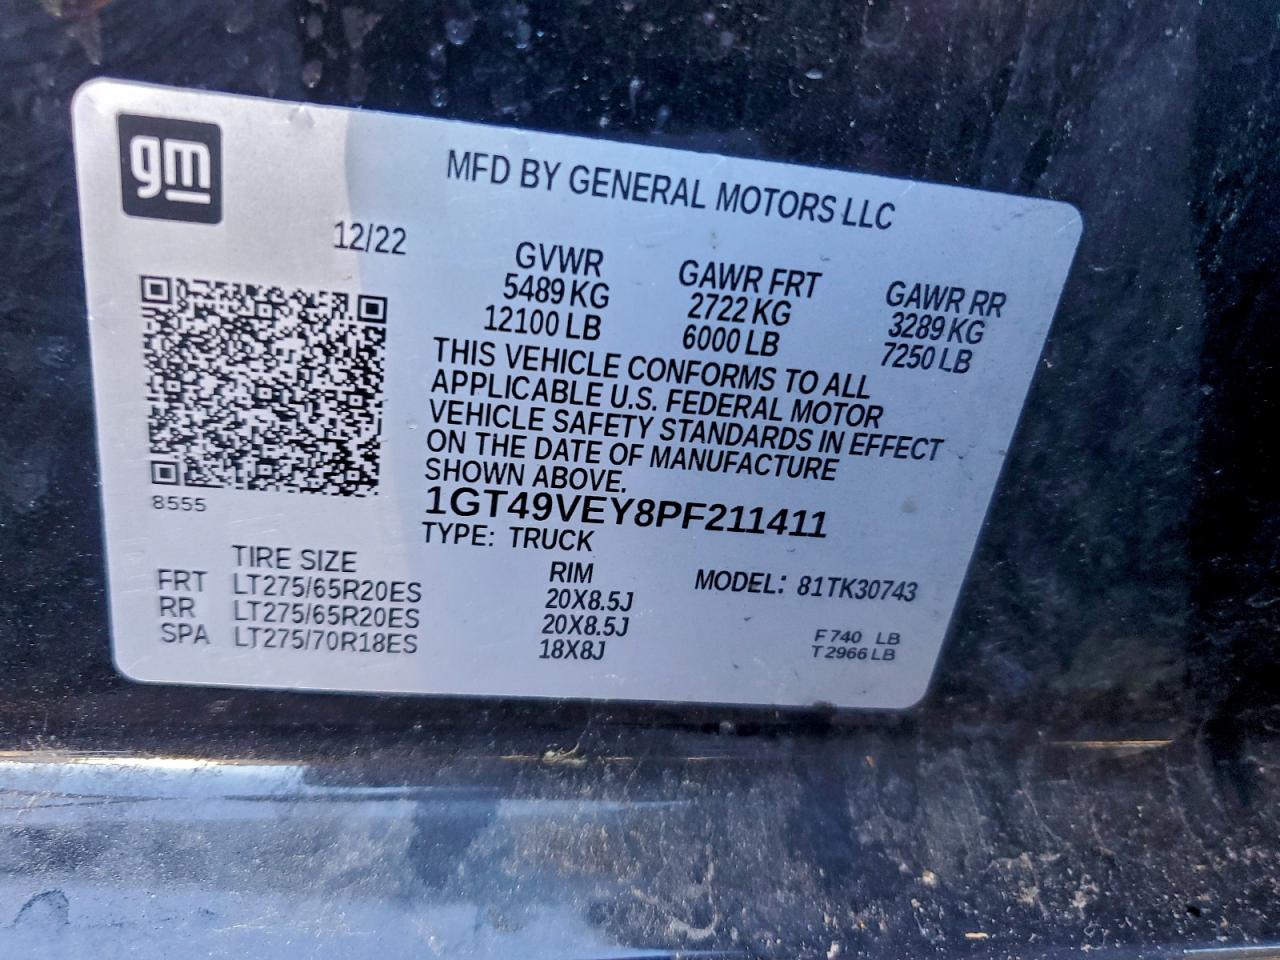 gm
MFD BY GENERAL MOTORS LLC
12/22
GVWR GAWR FRT GAWR RR
5489 KG 2722 KG 3289 KG
12100 LB 6000 LB 7250 LB
THIS VEHICLE CONFORMS TO ALL
APPLICABLE U.S. FEDERAL MOTOR
VEHICLE SAFETY STANDARDS IN EFFECT
ON THE DATE OF MANUFACTURE
SHOWN ABOVE.
8555
1GT49VEY8PF211411
TYPE: TRUCK
TIRE SIZE RIM MODEL: 81TK30743
FRT LT275/65R20ES 20X8.5J
RR LT275/65R20ES 20X8.5J
SPA LT275/70R18ES 18X8J
F 740 LB
T 2966 LB